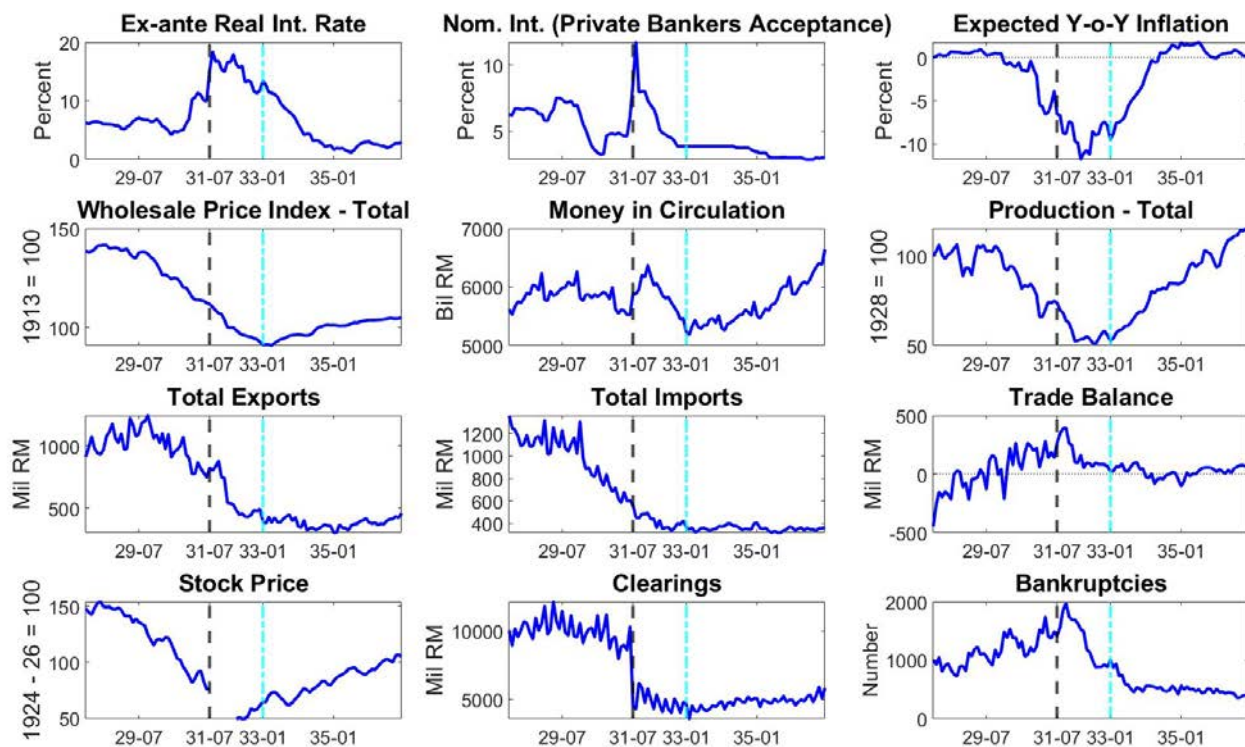 Ex-ante Real Int. Rate
Percent
20
10
0
29-07 31-07 33-01 35-01
Nom. Int. (Private Bankers Acceptance)
Percent
10
5
29-07 31-07 33-01 35-01
Expected Y-o-Y Inflation
Percent
0
-5
-10
29-07 31-07 33-01 35-01
Wholesale Price Index - Total
1913 = 100
150
100
29-07 31-07 33-01 35-01
Money in Circulation
Bil RM
7000
6000
5000
29-07 31-07 33-01 35-01
Production - Total
1928 = 100
100
50
29-07 31-07 33-01 35-01
Total Exports
Mil RM
1000
500
29-07 31-07 33-01 35-01
Total Imports
Mil RM
1200
1000
800
600
400
29-07 31-07 33-01 35-01
Trade Balance
Mil RM
500
0
-500
29-07 31-07 33-01 35-01
Stock Price
1924 - 26 = 100
150
100
50
29-07 31-07 33-01 35-01
Clearings
Mil RM
10000
5000
29-07 31-07 33-01 35-01
Bankruptcies
Number
2000
1000
0
29-07 31-07 33-01 35-01